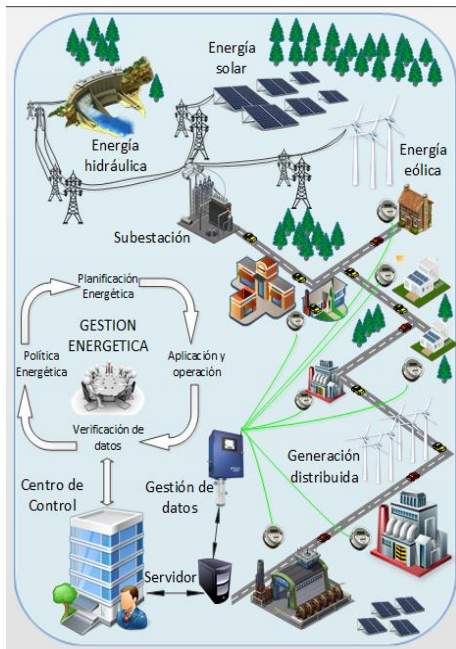 Energía
solar
Energía
hidráulica
Energía
eólica
Subestación
Planificación
Energética
GESTION
ENERGETICA
Política
Energética
Aplicación y
operación
Verificación de
datos
Centro de
Control
Gestión de
datos
Generación
distribuida
Servidor